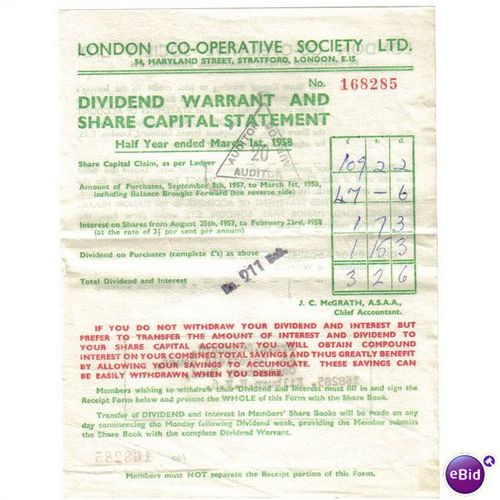 LONDON CO-OPERATIVE SOCIETY LTD.
54, MARYLAND STREET, STRATFORD, LONDON, E.15
No. 168285
DIVIDEND WARRANT AND
SHARE CAPITAL STATEMENT
Half Year ended March 1st, 1958
£ s. d.
Share Capital Claim, as per Ledger 109 2 2
Amount of Purchases, September 8th, 1957, to March 1st, 1958,
including Balance Brought Forward (see reverse side) 47 - 6
Interest on Shares from August 25th, 1957, to February 23rd, 1958
(at the rate of 2½ per cent per annum) 1 7 3
Dividend on Purchases (complete £'s) as above 1 15 3
Total Dividend and Interest 3 2 6
AUDITOR
20
AUDITOR
911
J. C. McGRATH, A.S.A.A.,
Chief Accountant.
IF YOU DO NOT WITHDRAW YOUR DIVIDEND AND INTEREST BUT
PREFER TO TRANSFER THE AMOUNT OF INTEREST AND DIVIDEND TO
YOUR SHARE CAPITAL ACCOUNT, YOU WILL OBTAIN COMPOUND
INTEREST ON YOUR COMBINED TOTAL SAVINGS AND THUS GREATLY BENEFIT
BY ALLOWING YOUR SAVINGS TO ACCUMULATE. THESE SAVINGS CAN
BE EASILY WITHDRAWN WHEN YOU DESIRE.
Members wishing to withdraw their Dividend and Interest must fill in and sign the
Receipt Form below and present the WHOLE of this Form with the Share Book.
Transfer of DIVIDEND and Interest in Members' Share Books will be made on any day
commencing the Monday following Dividend week, providing the Member submits
the Share Book with the complete Dividend Warrant.
Members must NOT separate the Receipt portion of this Form.
eBid